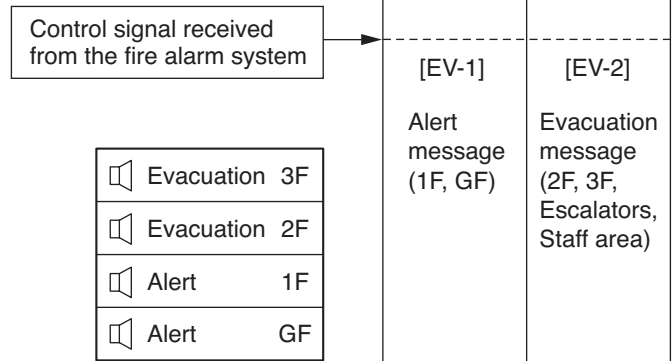 Control signal received
from the fire alarm system
[EV-1]
Alert
message
(1F, GF)
[EV-2]
Evacuation
message
(2F, 3F,
Escalators,
Staff area)
Evacuation 3F
Evacuation 2F
Alert 1F
Alert GF